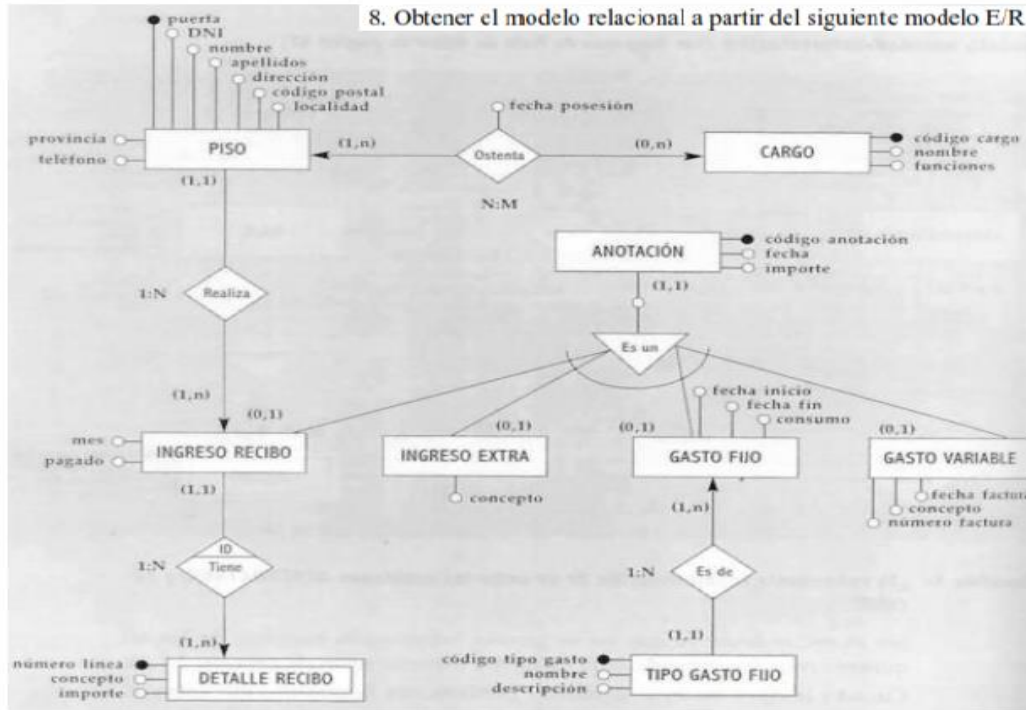 8. Obtener el modelo relacional a partir del siguiente modelo E/R
puerta
DNI
nombre
apellidos
dirección
código postal
localidad
provincia
teléfono
PISO
(1,n)
fecha posesión
Ostenta
N:M
(0,n)
CARGO
código cargo
nombre
funciones
(1,1)
1:N
Realiza
(1,n)
ANOTACIÓN
código anotación
fecha
importe
(1,1)
Es un
(0,1)
(0,1)
(0,1)
(0,1)
fecha inicio
fecha fin
consumo
mes
pagado
INGRESO RECIBO
INGRESO EXTRA
GASTO FIJO
GASTO VARIABLE
concepto
fecha factura
concepto
número factura
(1,1)
1:N
ID
Tiene
(1,n)
(1,n)
1:N
Es de
(1,1)
número línea
concepto
importe
DETALLE RECIBO
código tipo gasto
nombre
descripción
TIPO GASTO FIJO